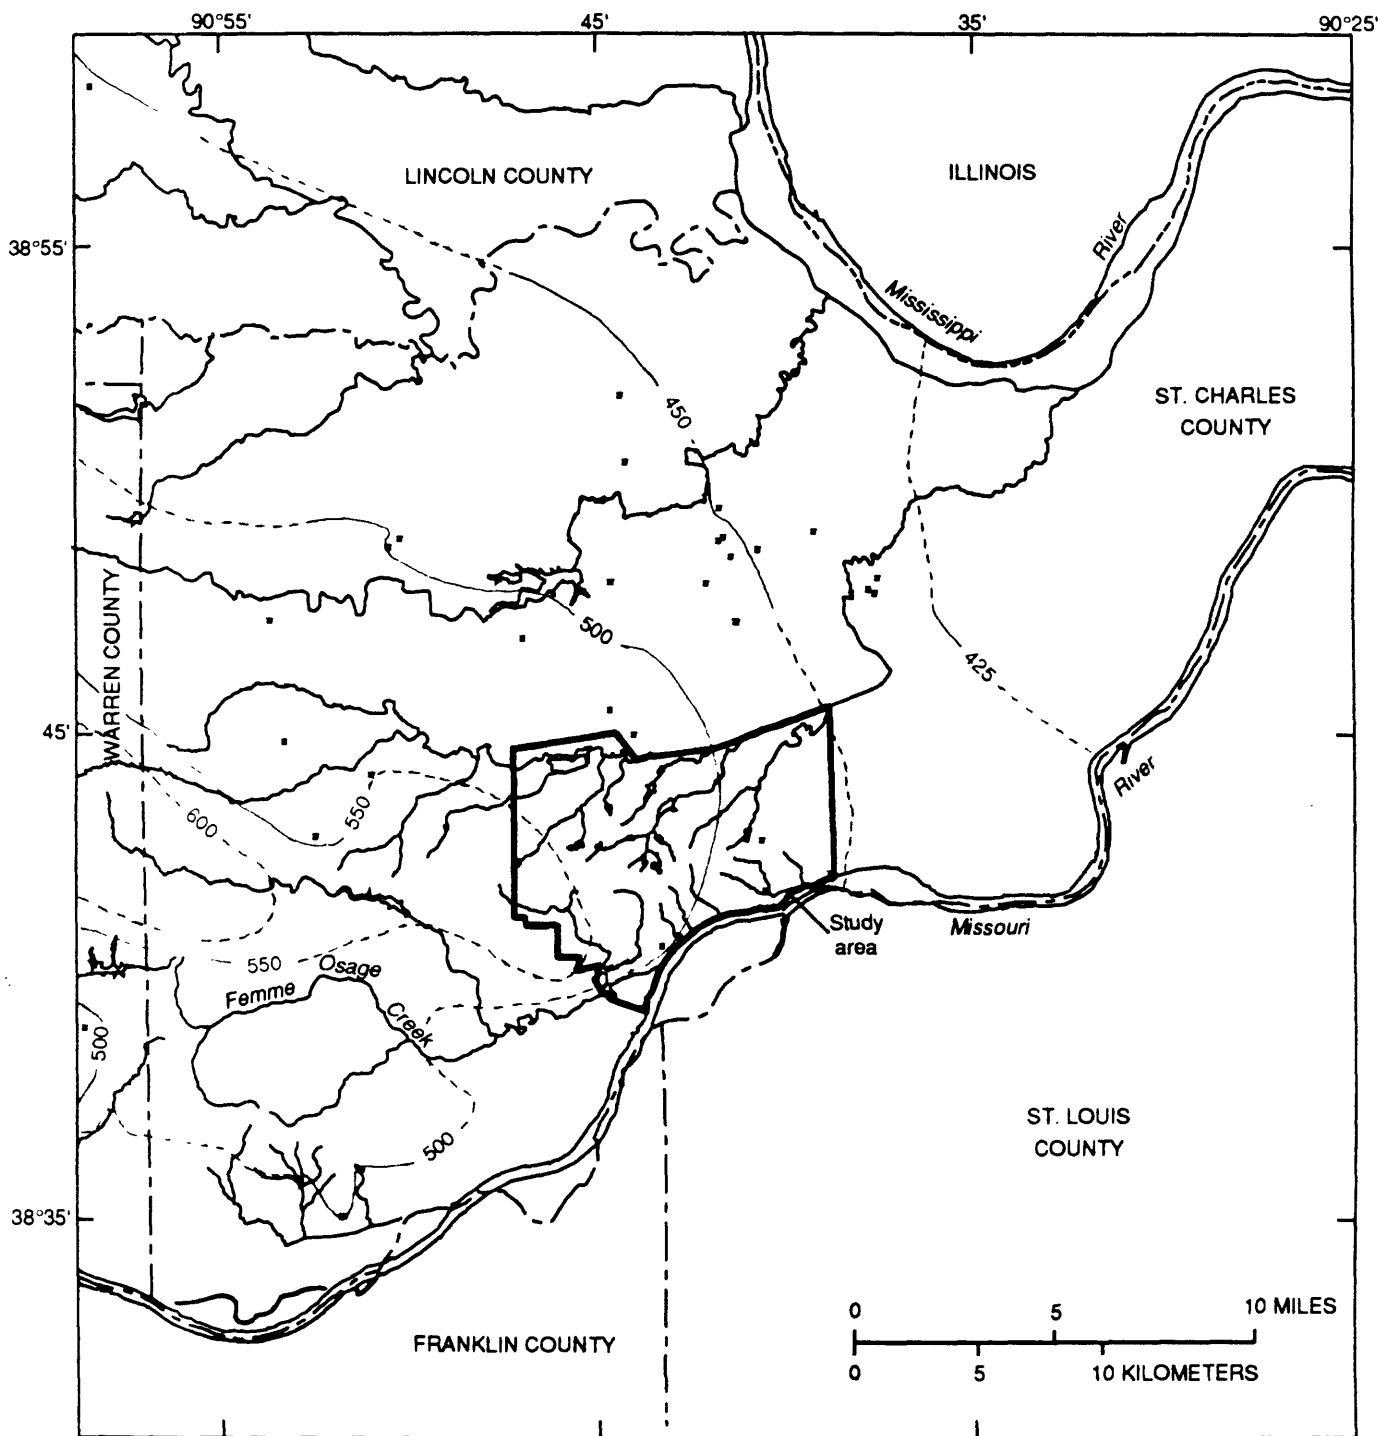 90°55'
45'
35'
90°25'
LINCOLN COUNTY
ILLINOIS
38°55'
River
Mississippi
ST. CHARLES
COUNTY
450
WARREN COUNTY
500
425
45'
River
600
550
Study
area
Missouri
550
Osage
Femme
Creek
500
500
ST. LOUIS
COUNTY
38°35'
FRANKLIN COUNTY
0 5 10 MILES
0 5 10 KILOMETERS